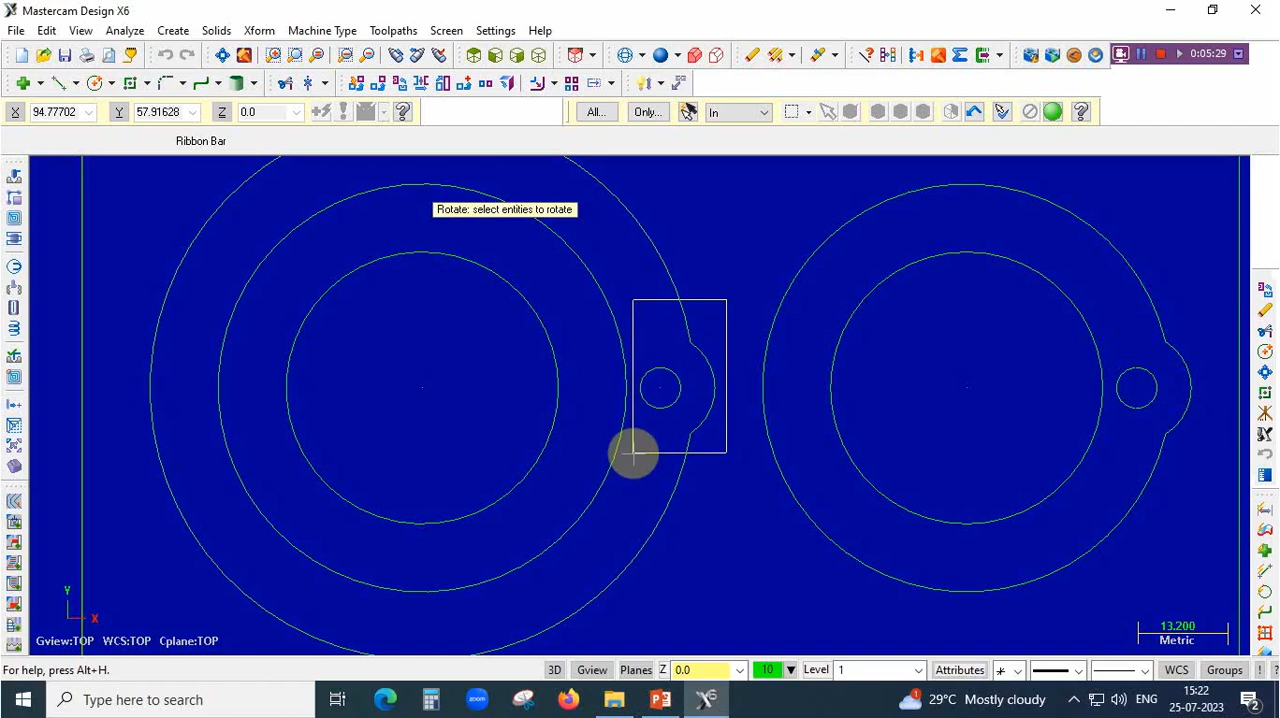 Mastercam Design X6
File Edit View Analyze Create Solids Xform Machine Type Toolpaths Screen Settings Help
0:05:29
X 94.77702 Y 57.91628 Z 0.0 All... Only... In
Ribbon Bar
Rotate: select entities to rotate
Y
X
13.200
Metric
Gview:TOP WCS:TOP Cplane:TOP
For help, press Alt+H. 3D Gview Planes Z 0.0 10 Level 1 Attributes WCS Groups ! ?
Type here to search zoom 1 29°C Mostly cloudy ENG 15:22 25-07-2023 2